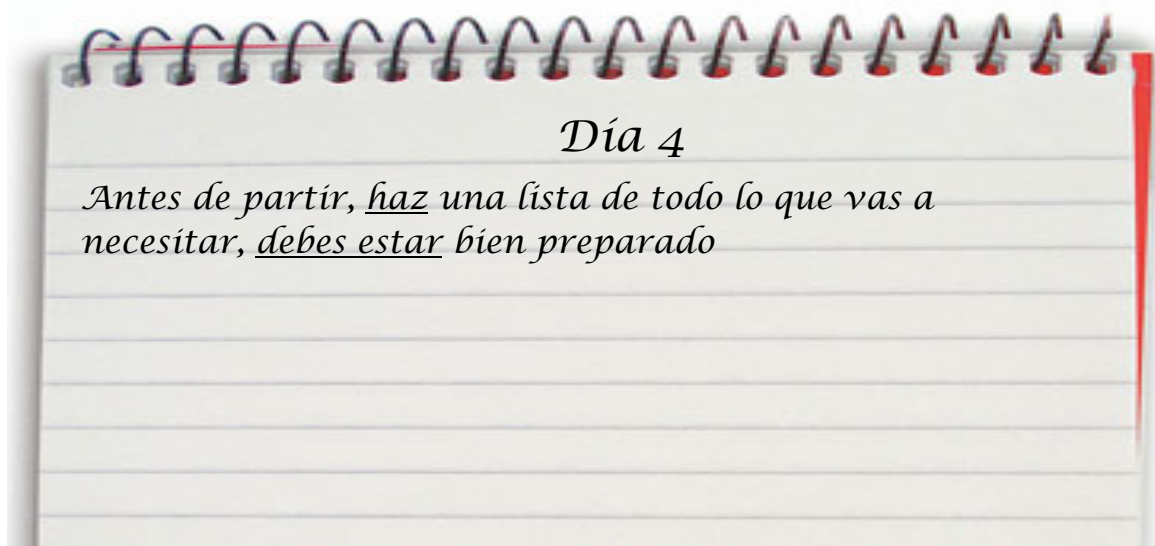 Día 4
Antes de partir, haz una lista de todo lo que vas a
necesitar, debes estar bien preparado